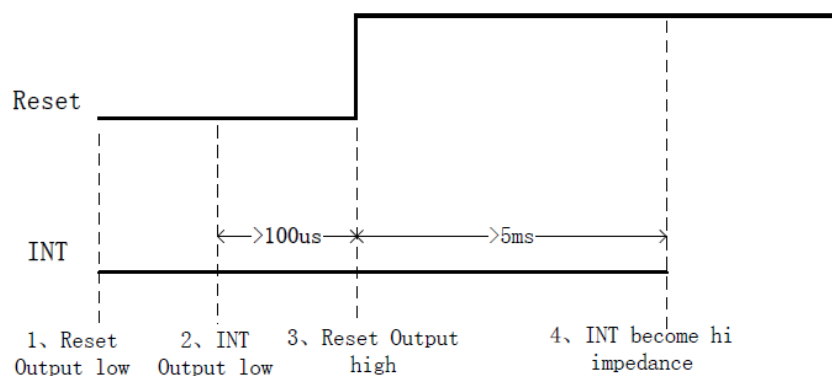 Reset
>100us
>5ms
INT
1、Reset
Output low
2、INT
Output low
3、Reset Output
high
4、INT become hi
impedance